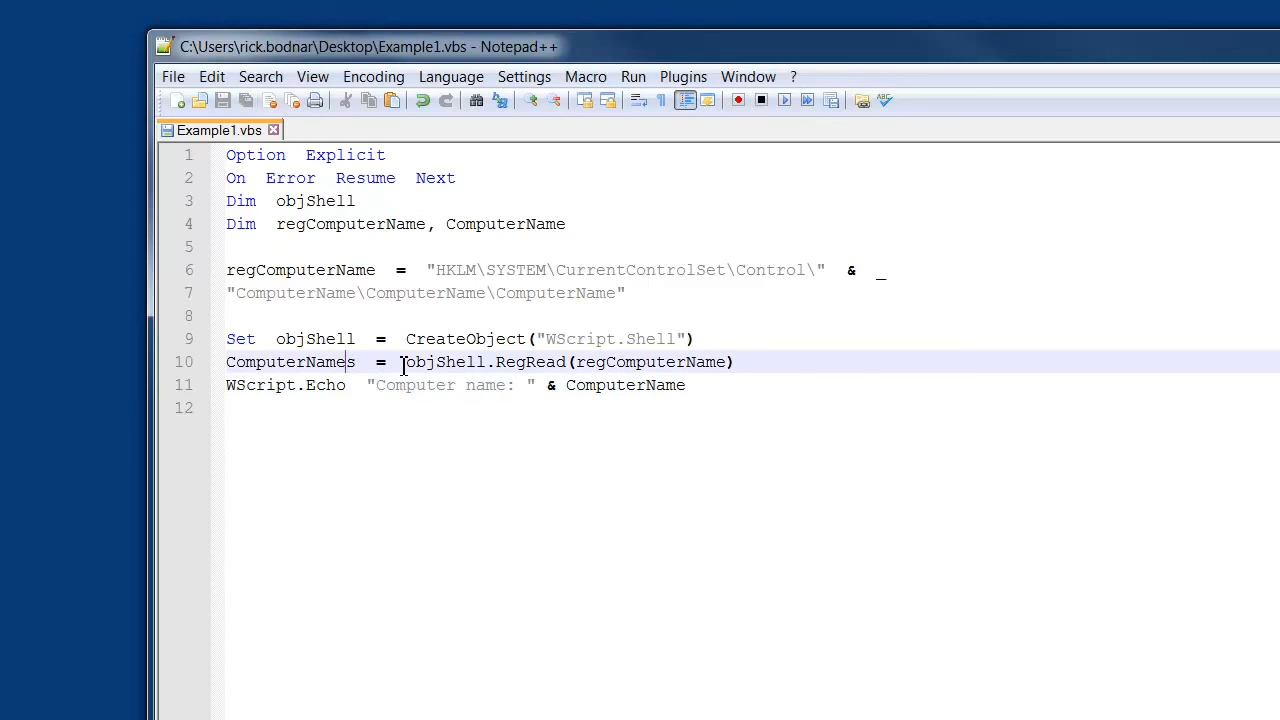 C:\Users\rick.bodnar\Desktop\Example1.vbs - Notepad++
File Edit Search View Encoding Language Settings Macro Run Plugins Window ?
ABC
Example1.vbs
1 Option Explicit
2 On Error Resume Next
3 Dim objShell
4 Dim regComputerName, ComputerName
5
6 regComputerName = "HKLM\SYSTEM\CurrentControlSet\Control\" & _
7 "ComputerName\ComputerName\ComputerName"
8
9 Set objShell = CreateObject("WScript.Shell")
10 ComputerNames = objShell.RegRead(regComputerName)
11 WScript.Echo "Computer name: " & ComputerName
12